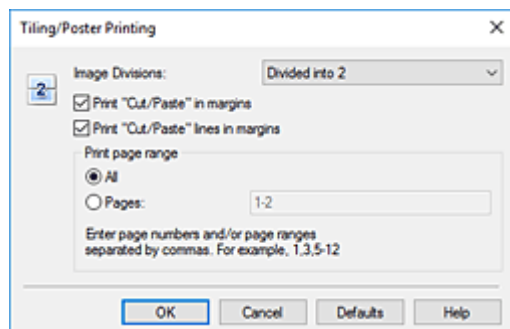 Tiling/Poster Printing
Image Divisions: Divided into 2
2
Print "Cut/Paste" in margins
Print "Cut/Paste" lines in margins
Print page range
All
Pages: 1-2
Enter page numbers and/or page ranges
separated by commas. For example, 1,3,5-12
OK Cancel Defaults Help